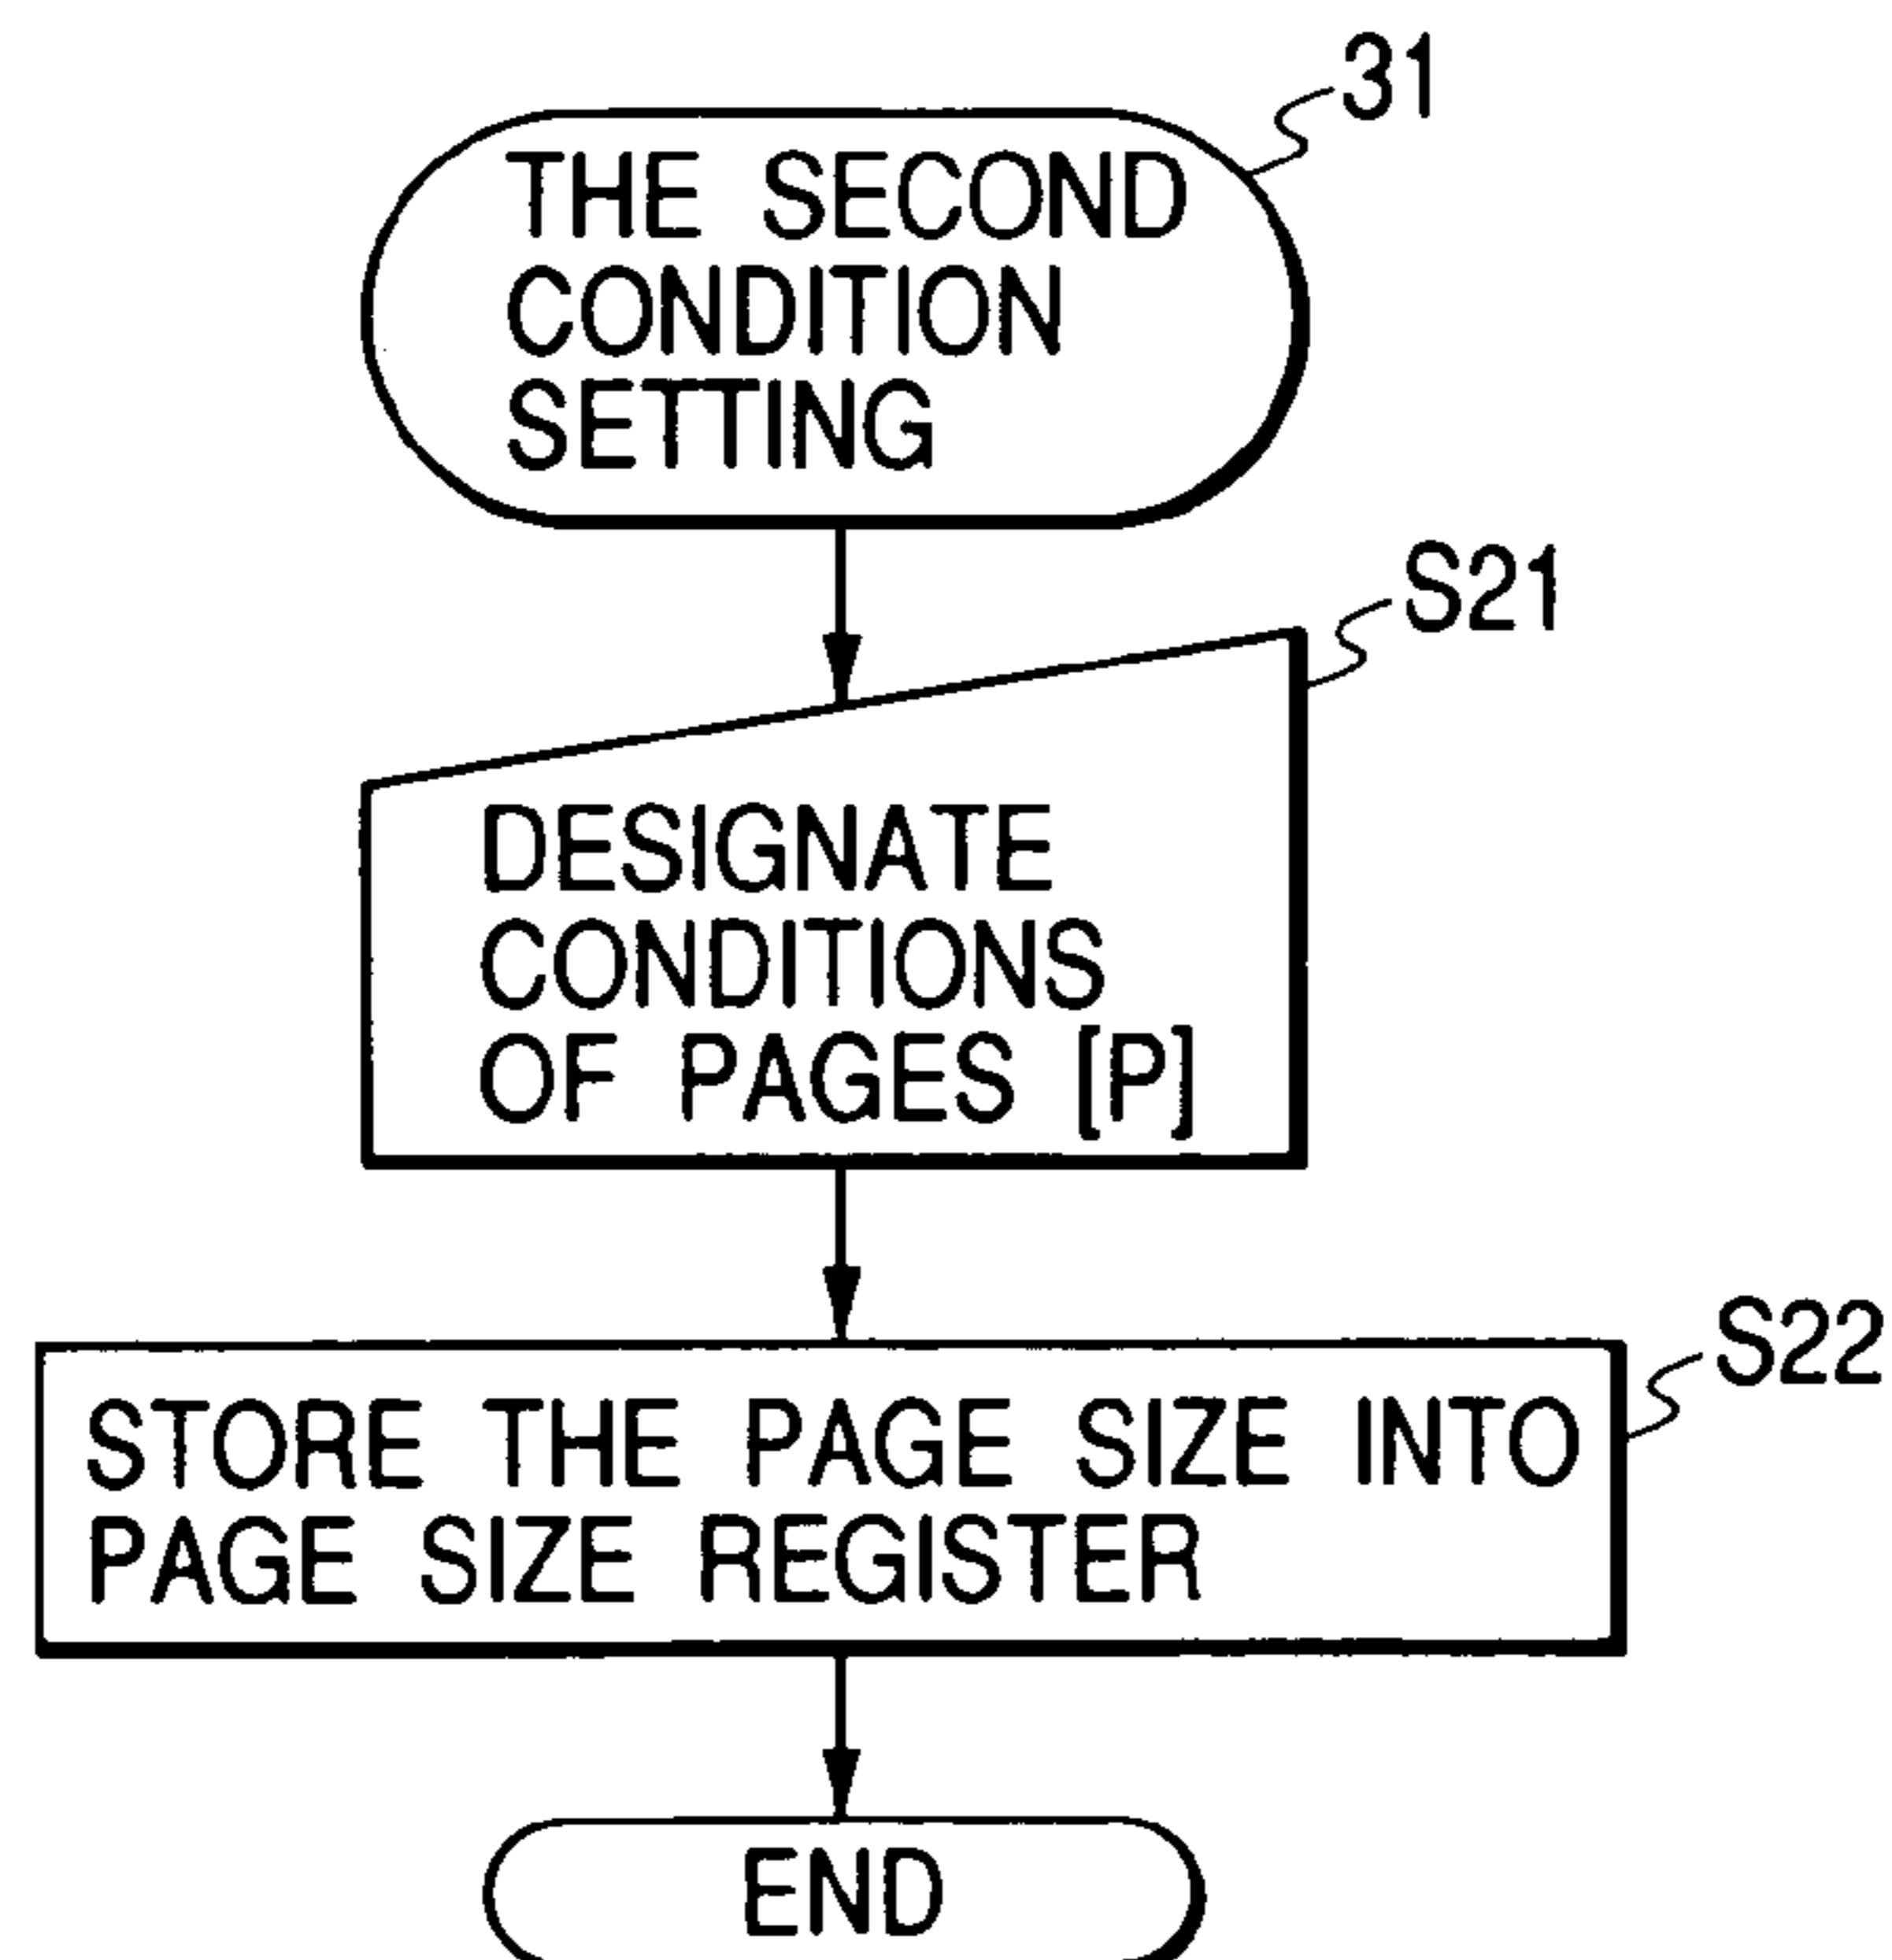 31
THE SECOND
CONDITION
SETTING
S21
DESIGNATE
CONDITIONS
OF PAGES [P]
S22
STORE THE PAGE SIZE INTO
PAGE SIZE REGISTER
END